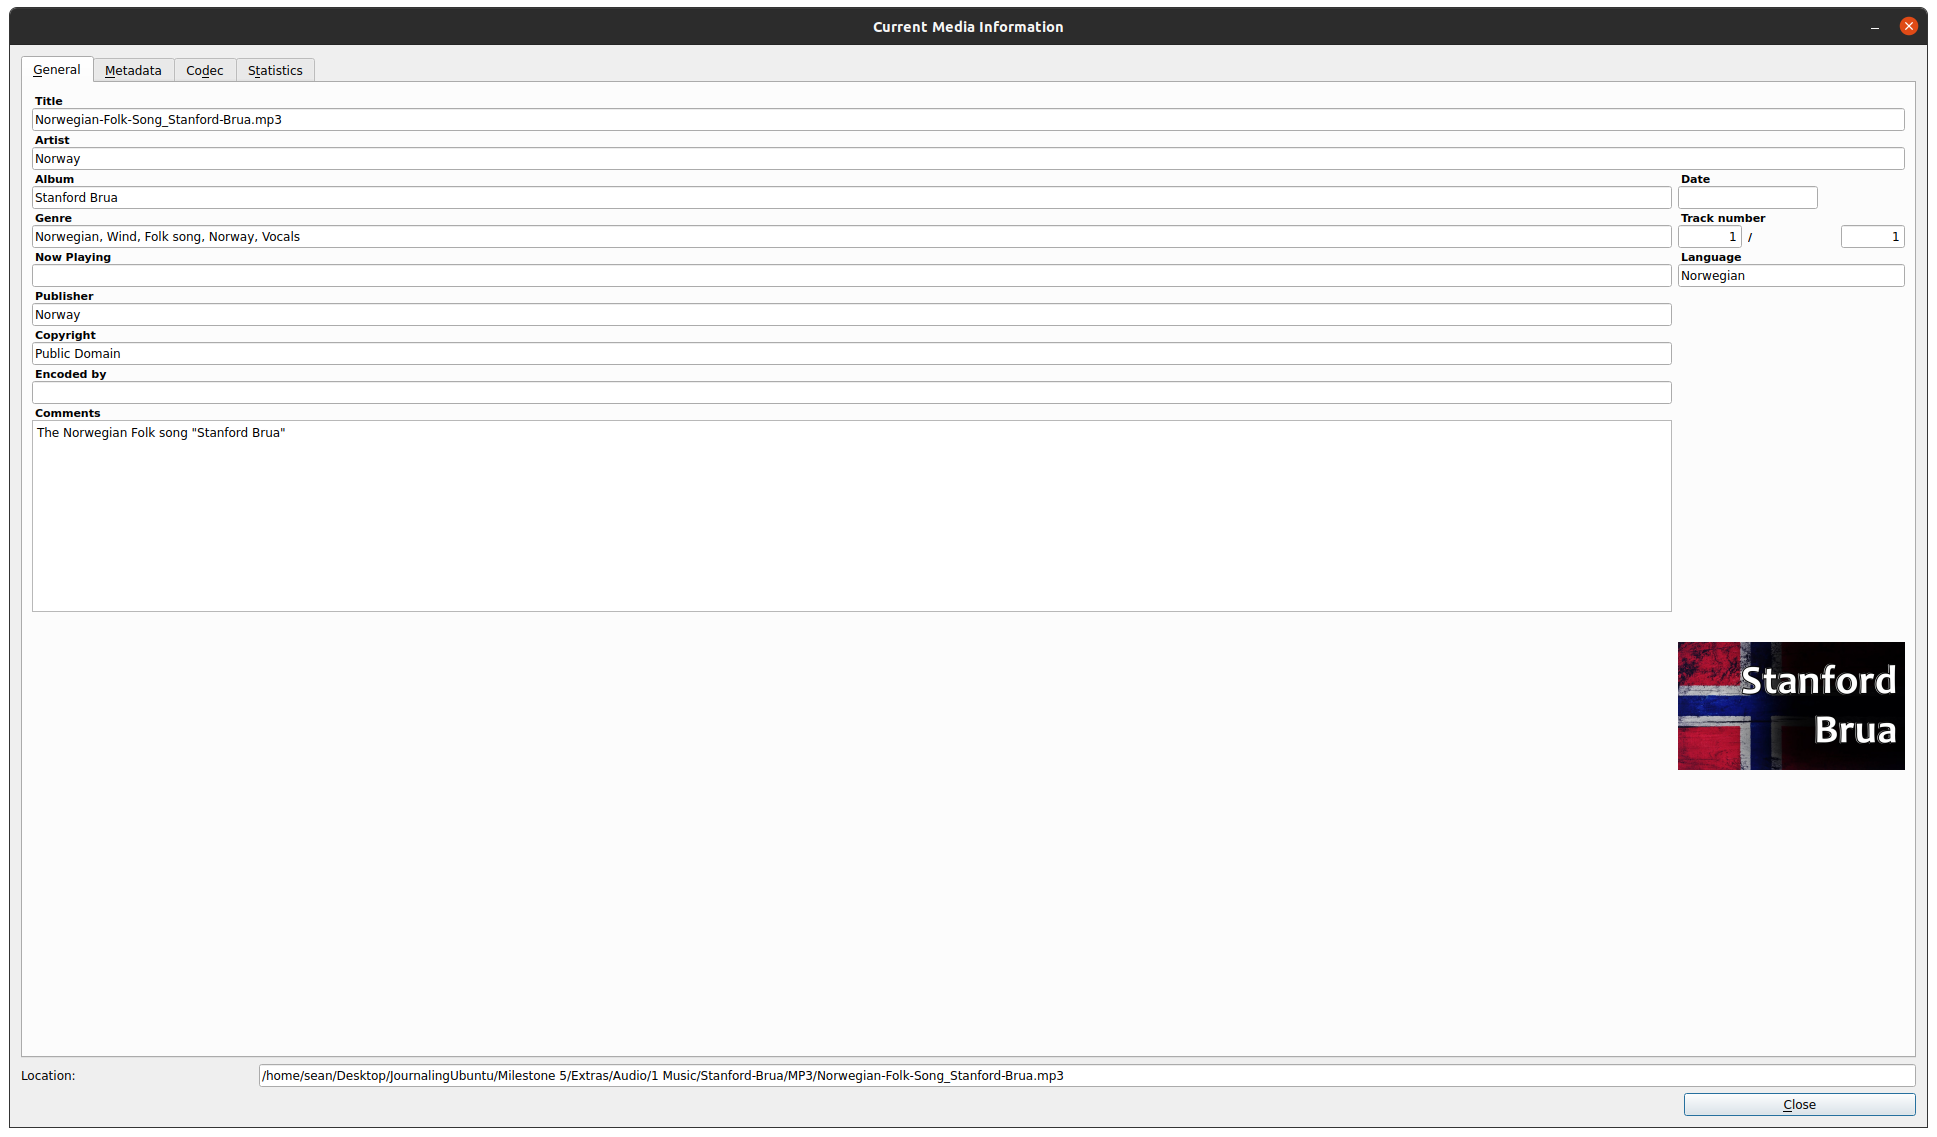 Current Media Information
General Metadata Codec Statistics
Title
Norwegian-Folk-Song_Stanford-Brua.mp3
Artist
Norway
Album Date
Stanford Brua
Genre Track number
Norwegian, Wind, Folk song, Norway, Vocals 1 / 1
Now Playing Language
Norwegian
Publisher
Norway
Copyright
Public Domain
Encoded by
Comments
The Norwegian Folk song "Stanford Brua"
Stanford
Brua
Location: /home/sean/Desktop/JournalingUbuntu/Milestone 5/Extras/Audio/1 Music/Stanford-Brua/MP3/Norwegian-Folk-Song_Stanford-Brua.mp3
Close